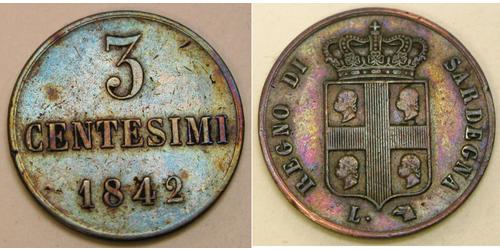 3
CENTESIMI
1842
REGNO DI SARDEGNA
L.